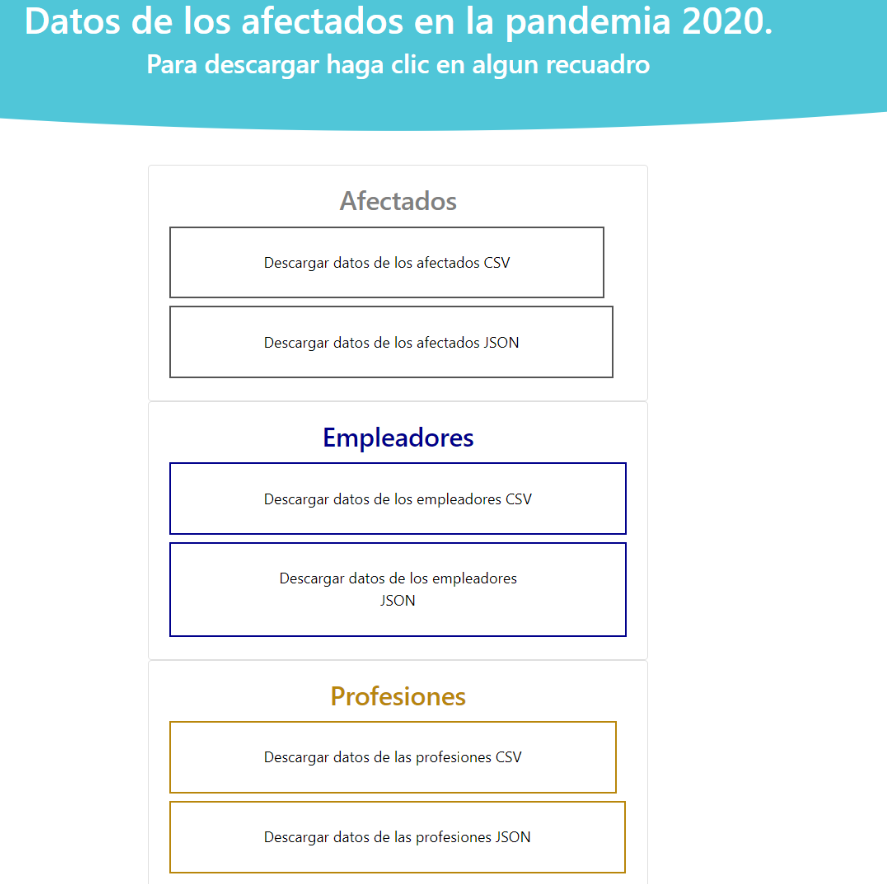 Datos de los afectados en la pandemia 2020.
Para descargar haga clic en algun recuadro
Afectados
Descargar datos de los afectados CSV
Descargar datos de los afectados JSON
Empleadores
Descargar datos de los empleadores CSV
Descargar datos de los empleadores
JSON
Profesiones
Descargar datos de las profesiones CSV
Descargar datos de las profesiones JSON